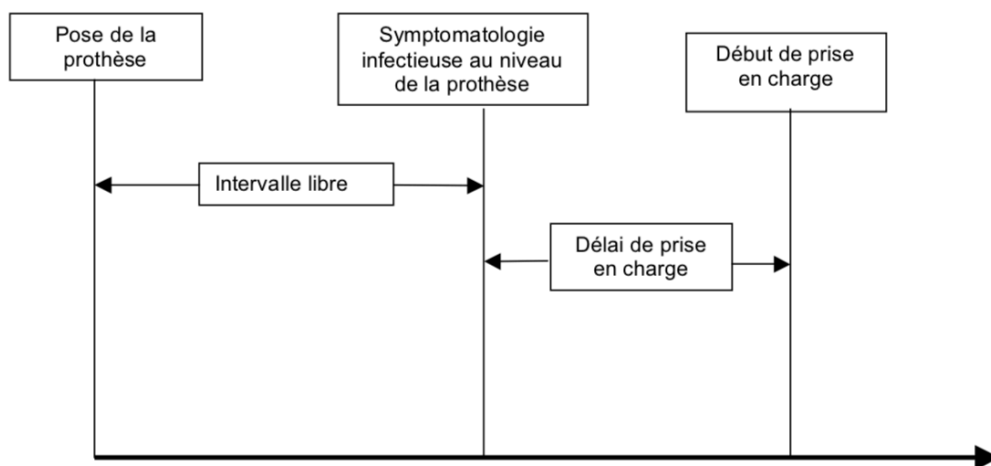 Pose de la
prothèse
Symptomatologie
infectieuse au niveau
de la prothèse
Début de prise
en charge
Intervalle libre
Délai de prise
en charge